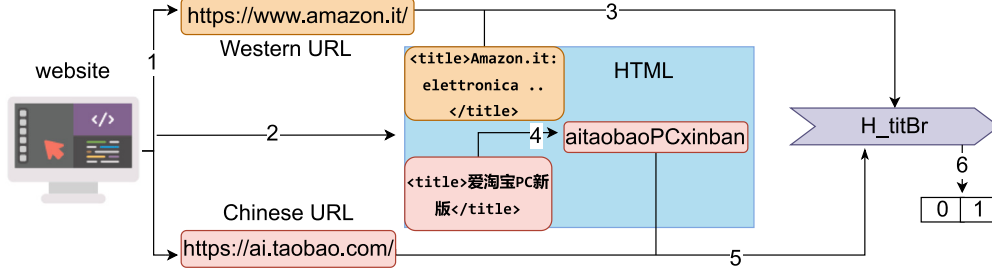 https://www.amazon.it/
3
Western URL
1
website
<title>Amazon.it:
elettronica ..
</title>
HTML
</>
2
4
aitaobaoPCxinban
H_titBr
6
<title>爱淘宝PC新
版</title>
0 1
Chinese URL
https://ai.taobao.com/
5